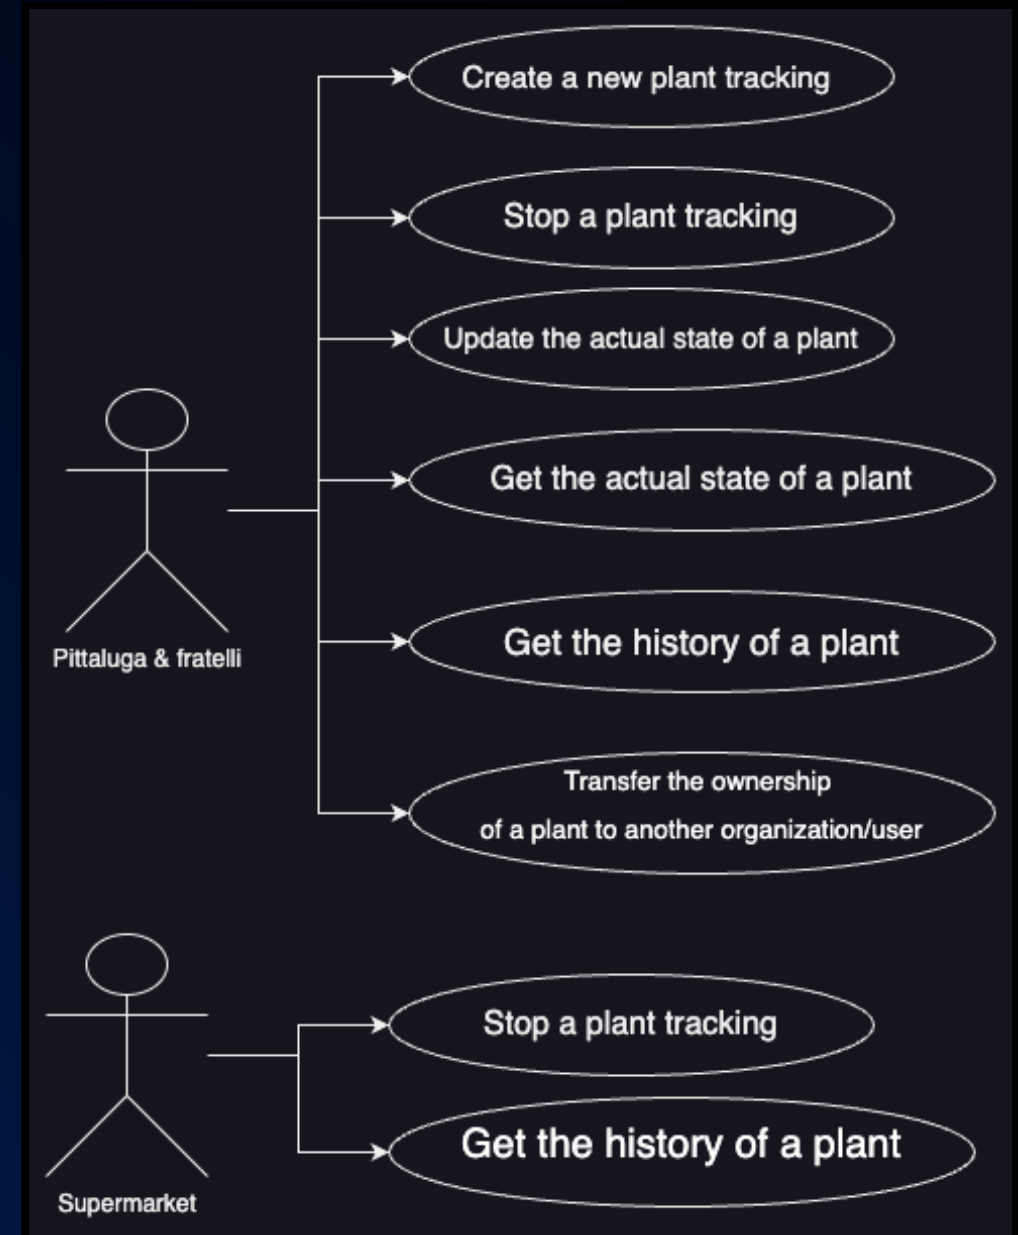 Create a new plant tracking
Stop a plant tracking
Update the actual state of a plant
Get the actual state of a plant
Pittaluga & fratelli
Get the history of a plant
Transfer the ownership
of a plant to another organization/user
Stop a plant tracking
Get the history of a plant
Supermarket